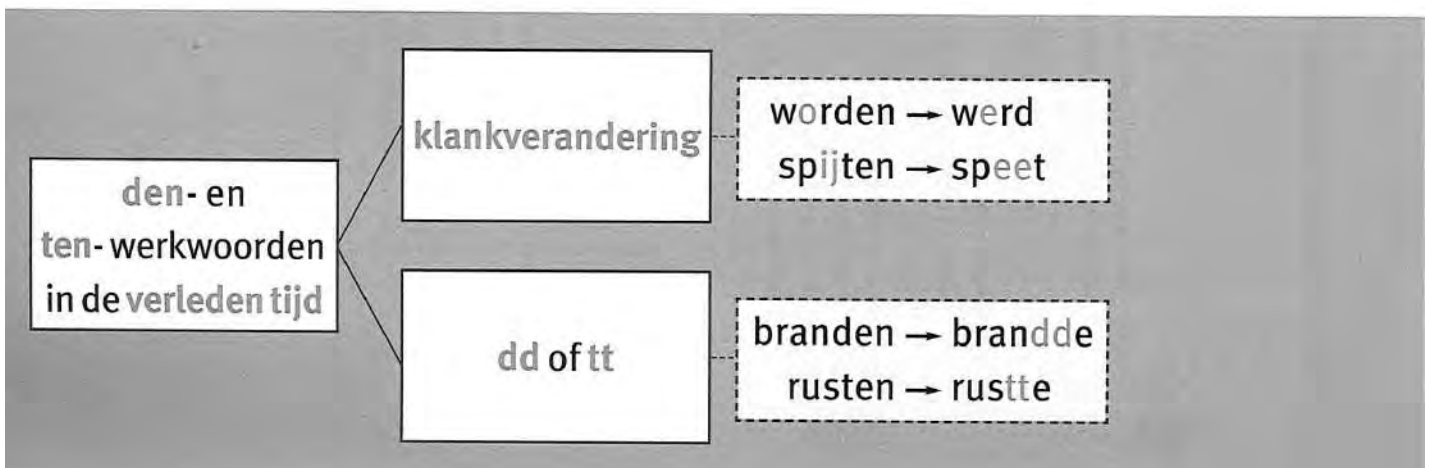 den- en
ten- werkwoorden
in de verleden tijd
klankverandering
worden → werd
spijten → speet
dd of tt
branden → brandde
rusten → rustte